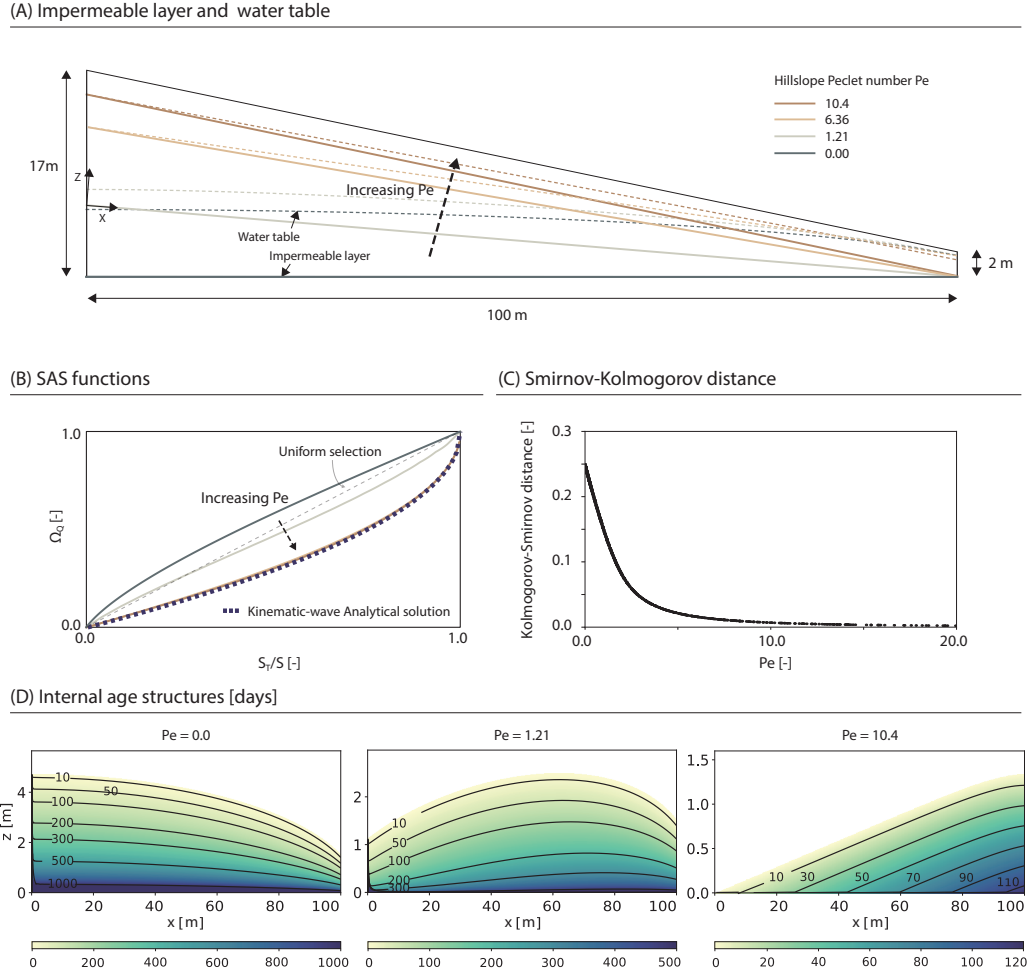 (A) Impermeable layer and water table
Hillslope Peclet number Pe
10.4
6.36
1.21
0.00
17m
z
x
Increasing Pe
Water table
Impermeable layer
2 m
100 m
(B) SAS functions
1.0
Uniform selection
Increasing Pe
Ω_Q [-]
Kinematic-wave Analytical solution
0.0
0.0 1.0
S_T/S [-]
(C) Smirnov-Kolmogorov distance
Kolmogorov-Smirnov distance [-]
0.3
0.2
0.1
0.0
0.0 10.0 20.0
Pe [-]
(D) Internal age structures [days]
Pe = 0.0
z [m]
4
2
0
10
50
100
200
300
500
1000
0 20 40 60 80 100
x [m]
0 200 400 600 800 1000
Pe = 1.21
2
1
0
10
50
100
200
300
0 20 40 60 80 100
x [m]
0 100 200 300 400 500
Pe = 10.4
1.5
1.0
0.5
0.0
10 30 50 70 90 110
0 20 40 60 80 100
x [m]
0 20 40 60 80 100 120